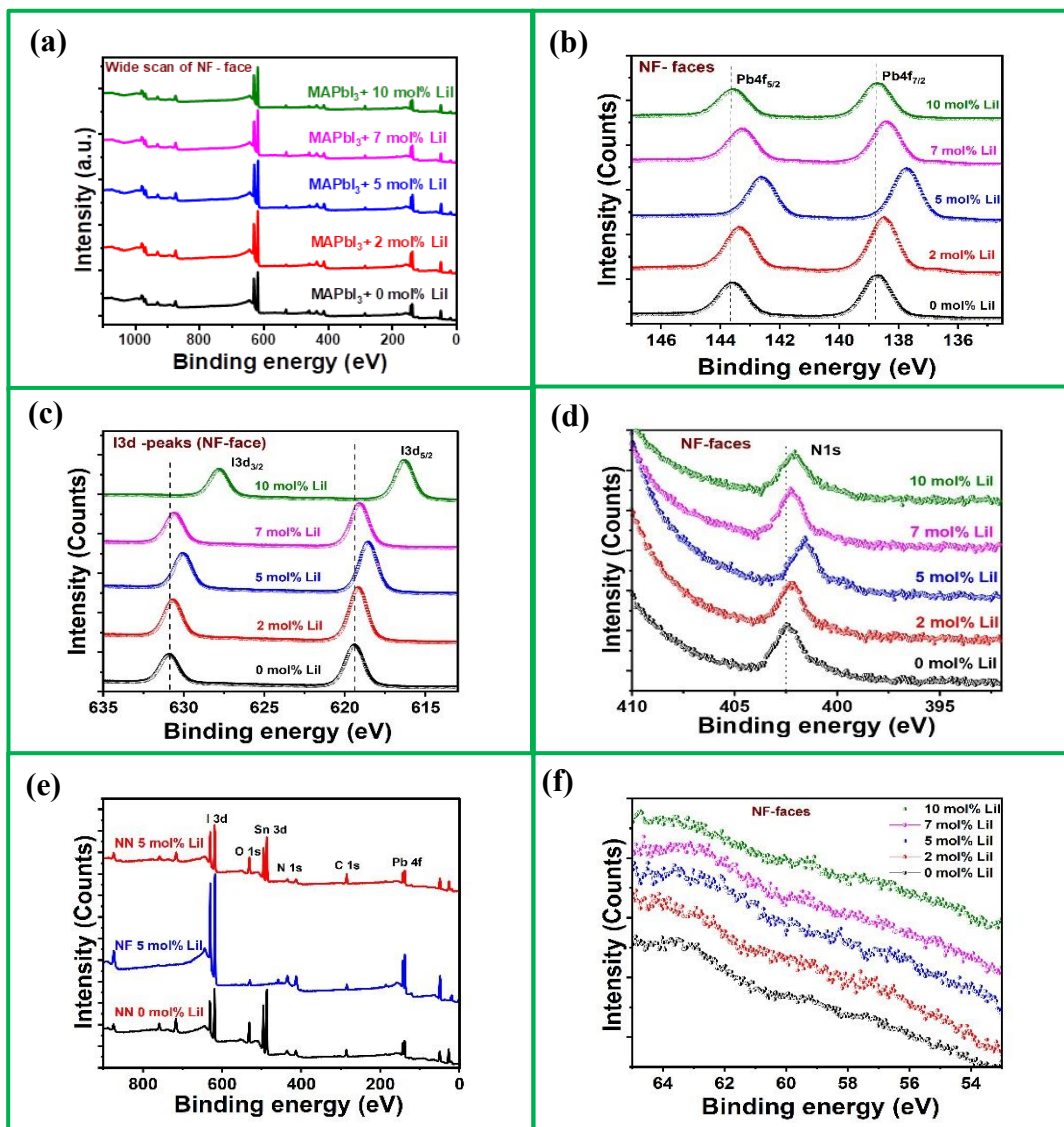 (a)
Wide scan of NF - face
MAPbI₃+ 10 mol% LiI
MAPbI₃+ 7 mol% LiI
MAPbI₃+ 5 mol% LiI
MAPbI₃+ 2 mol% LiI
MAPbI₃+ 0 mol% LiI
Intensity (a.u.)
1000 800 600 400 200 0
Binding energy (eV)
(b)
NF- faces
Pb4f₅/₂
Pb4f₇/₂
10 mol% LiI
7 mol% LiI
5 mol% LiI
2 mol% LiI
0 mol% LiI
Intensity (Counts)
146 144 142 140 138 136
Binding energy (eV)
(c)
I3d -peaks (NF-face)
I3d₃/₂
I3d₅/₂
10 mol% LiI
7 mol% LiI
5 mol% LiI
2 mol% LiI
0 mol% LiI
Intensity (Counts)
635 630 625 620 615
Binding energy (eV)
(d)
NF-faces
N1s
10 mol% LiI
7 mol% LiI
5 mol% LiI
2 mol% LiI
0 mol% LiI
Intensity (Counts)
410 405 400 395
Binding energy (eV)
(e)
I 3d
Sn 3d
O 1s
N 1s
C 1s
Pb 4f
NN 5 mol% LiI
NF 5 mol% LiI
NN 0 mol% LiI
Intensity (Counts)
800 600 400 200 0
Binding energy (eV)
(f)
NF-faces
10 mol% LiI
7 mol% LiI
5 mol% LiI
2 mol% LiI
0 mol% LiI
Intensity (Counts)
64 62 60 58 56 54
Binding energy (eV)